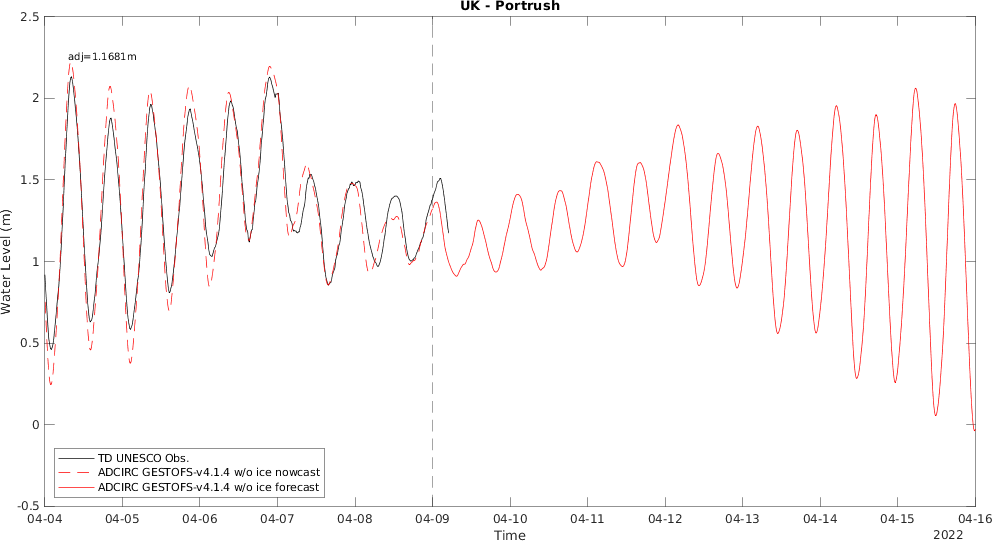 UK - Portrush
adj=1.1681m
2.5
2
1.5
1
0.5
0
-0.5
Water Level (m)
TD UNESCO Obs.
ADCIRC GESTOFS-v4.1.4 w/o ice nowcast
ADCIRC GESTOFS-v4.1.4 w/o ice forecast
04-04 04-05 04-06 04-07 04-08 04-09 04-10 04-11 04-12 04-13 04-14 04-15 04-16
Time
2022